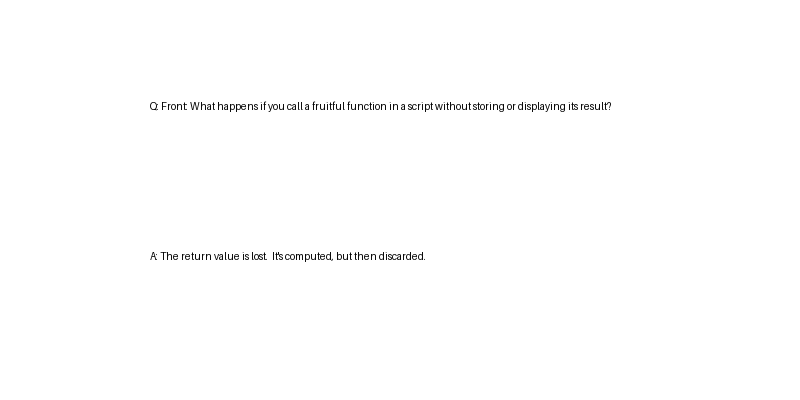 Q: Front: What happens if you call a fruitful function in a script without storing or displaying its result?
A: The return value is lost.  It's computed, but then discarded.